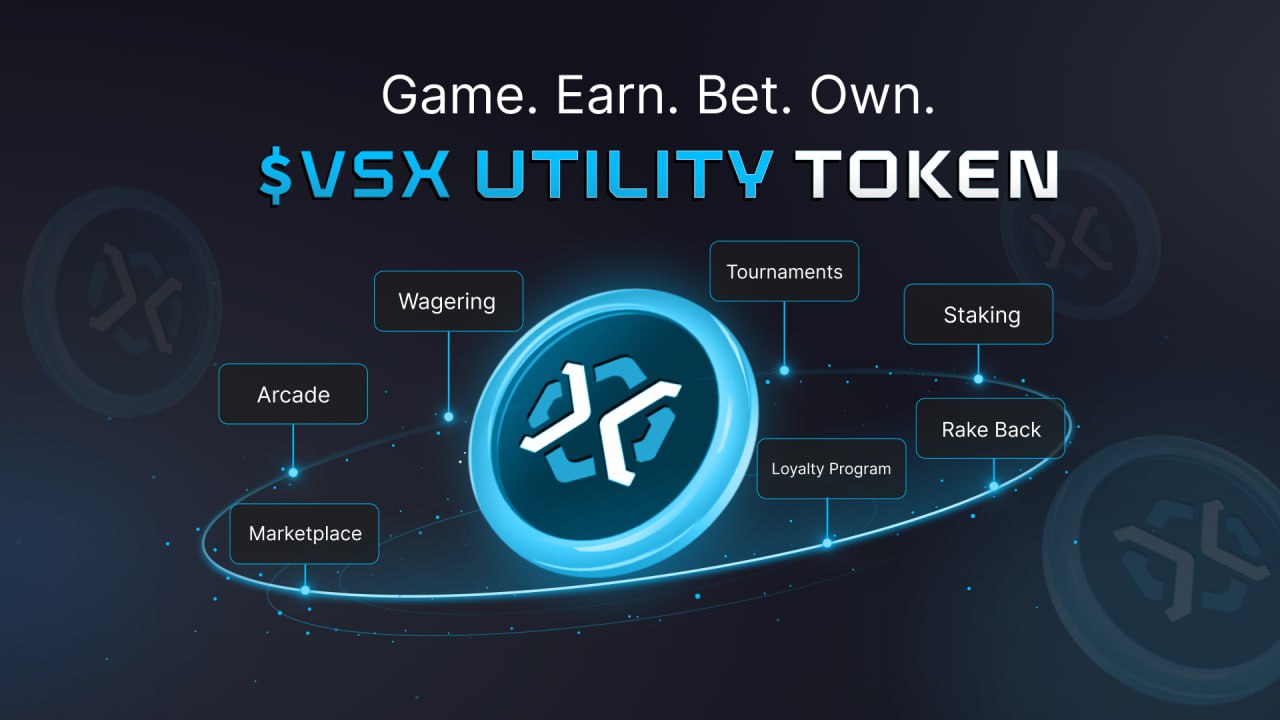 Game. Earn. Bet. Own.
$VSX UTILITY TOKEN
Tournaments
Wagering
Staking
Arcade
Rake Back
Loyalty Program
Marketplace